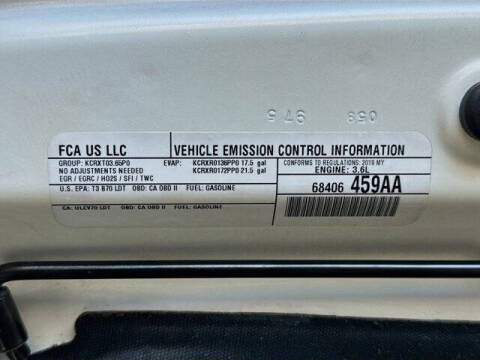 975 059
FCA US LLC VEHICLE EMISSION CONTROL INFORMATION
GROUP: KCRXT03.65P0 EVAP: KCRXR0136PP0 17.5 gal CONFORMS TO REGULATIONS: 2019 MY
NO ADJUSTMENTS NEEDED KCRXR0172PP0 21.5 gal ENGINE: 3.6L
EGR / EGRC / HO2S / SFI / TWC 68406 459AA
U.S. EPA: T3 B70 LDT OBD: CA OBD II FUEL: GASOLINE
CA: ULEV70 LDT OBD: CA OBD II FUEL: GASOLINE